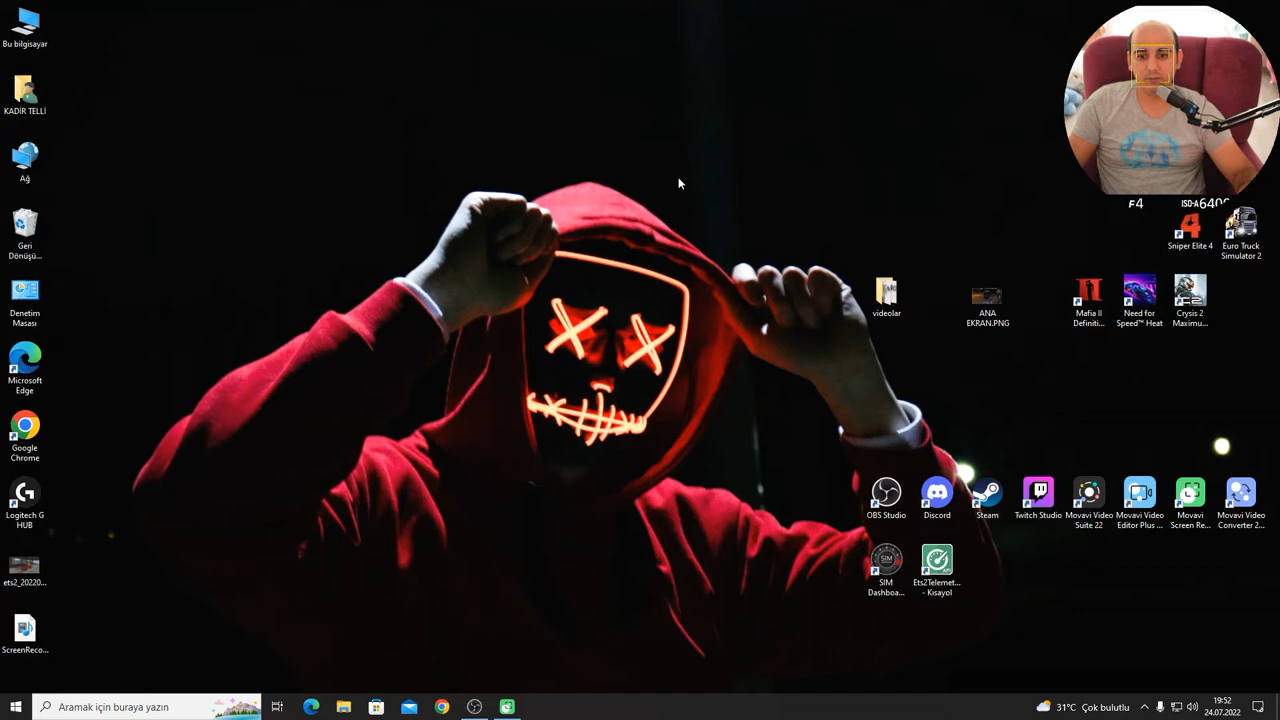 Bu bilgisayar
KADİR TELLİ
Ağ
Geri
Dönüşü...
Denetim
Masası
Microsoft
Edge
Google
Chrome
Logitech G
HUB
ets2_20220...
ScreenReco...
F4
ISO-A6400
Sniper Elite 4
Euro Truck
Simulator 2
videolar
ANA
EKRAN.PNG
Mafia II
Definiti...
Need for
Speed™ Heat
Crysis 2
Maximu...
OBS Studio
Discord
Steam
Twitch Studio
Movavi Video
Suite 22
Movavi Video
Editor Plus ...
Movavi
Screen Re...
Movavi Video
Converter 2...
SIM
Dashboa...
Ets2Telemet...
- Kısayol
Aramak için buraya yazın
31°C Çok bulutlu
19:52
24.07.2022